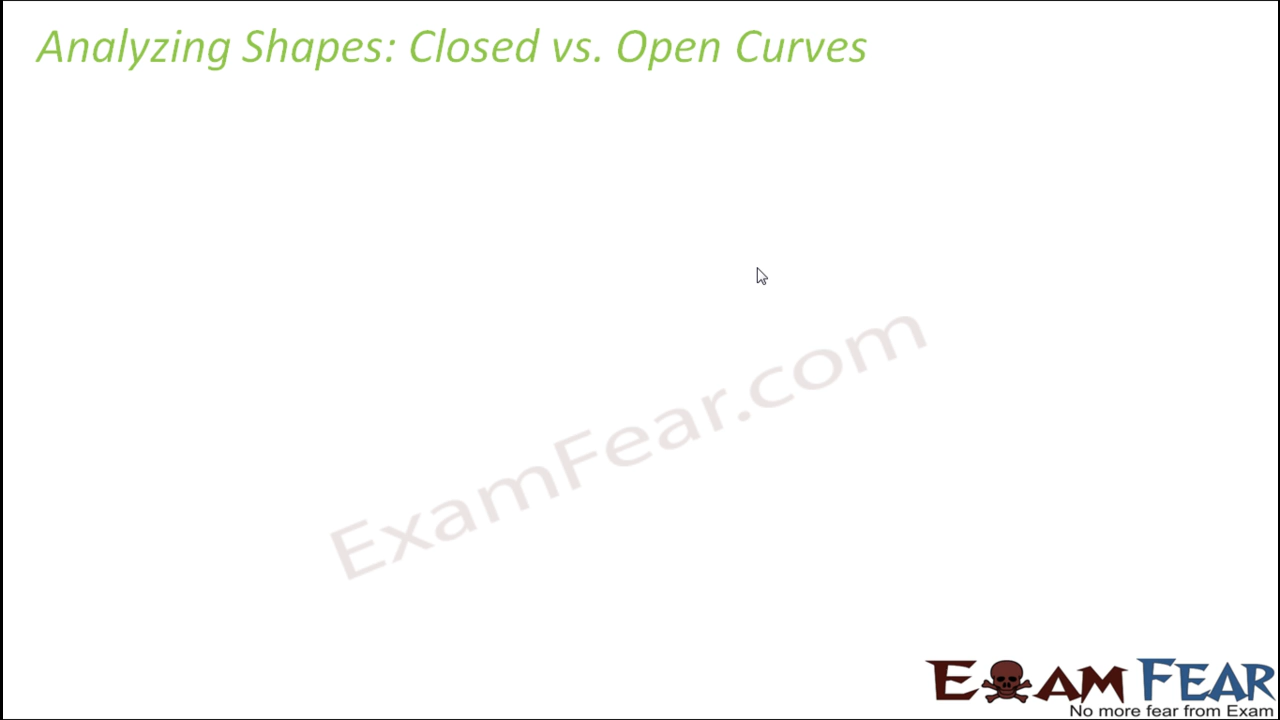 Analyzing Shapes: Closed vs. Open Curves
ExamFear.com
EXAM FEAR
No more fear from Exam